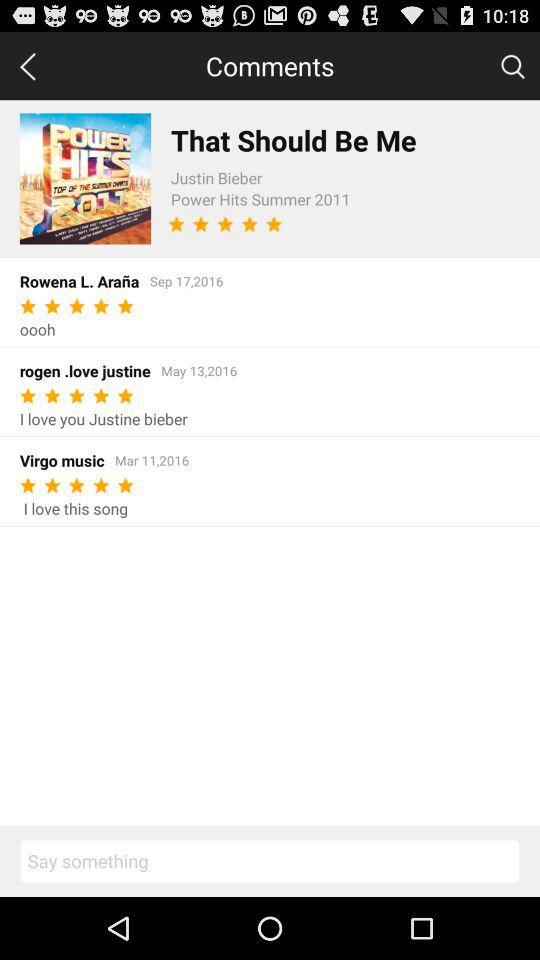 10:18
Comments
POWER
HITS
TOP OF THE SUMMER CHARTS
2011
That Should Be Me
Justin Bieber
Power Hits Summer 2011
Rowena L. Araña Sep 17,2016
oooh
rogen .love justine May 13,2016
I love you Justine bieber
Virgo music Mar 11,2016
I love this song
Say something